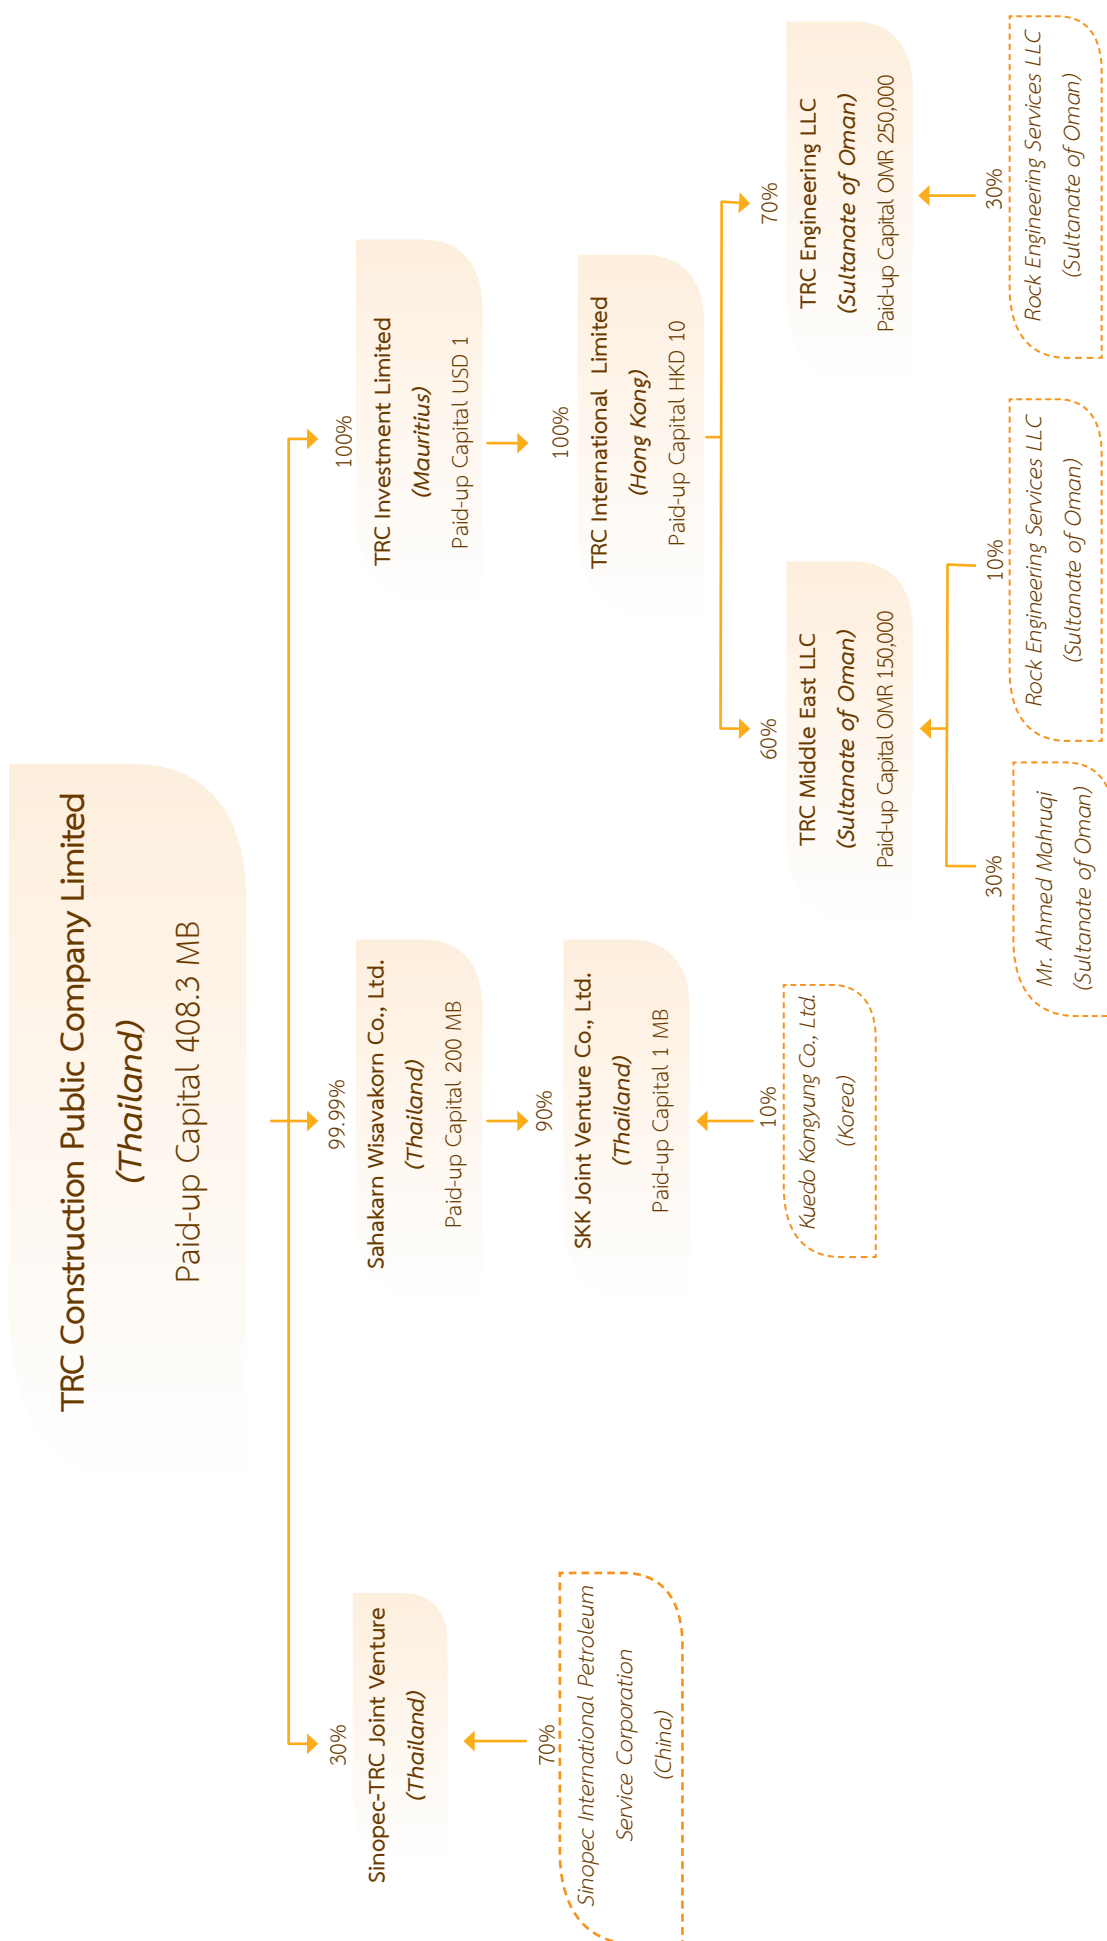 TRC Construction Public Company Limited
(Thailand)
Paid-up Capital 408.3 MB
30%
Sinopec-TRC Joint Venture
(Thailand)
70%
Sinopec International Petroleum
Service Corporation
(China)
99.99%
Sahakarn Wisavakorn Co., Ltd.
(Thailand)
Paid-up Capital 200 MB
90%
SKK Joint Venture Co., Ltd.
(Thailand)
Paid-up Capital 1 MB
10%
Kuedo Kongyung Co., Ltd.
(Korea)
100%
TRC Investment Limited
(Mauritius)
Paid-up Capital USD 1
100%
TRC International Limited
(Hong Kong)
Paid-up Capital HKD 10
60%
TRC Middle East LLC
(Sultanate of Oman)
Paid-up Capital OMR 150,000
30%
Mr. Ahmed Mahruqi
(Sultanate of Oman)
10%
Rock Engineering Services LLC
(Sultanate of Oman)
70%
TRC Engineering LLC
(Sultanate of Oman)
Paid-up Capital OMR 250,000
30%
Rock Engineering Services LLC
(Sultanate of Oman)